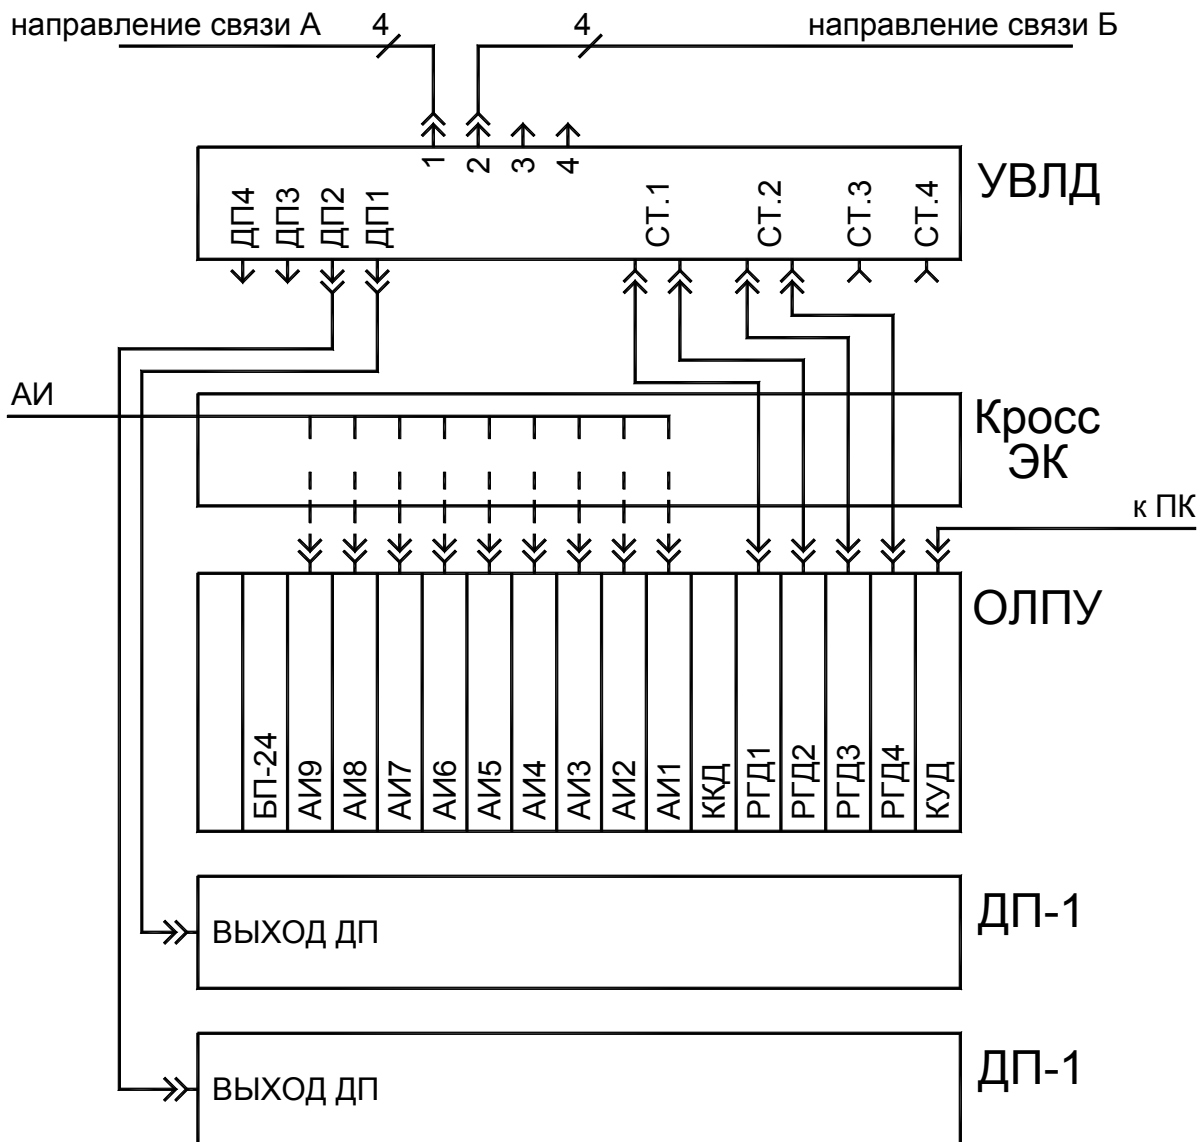 направление связи А
4
4
направление связи Б
1
2
3
4
УВЛД
ДП4
ДП3
ДП2
ДП1
СТ.1
СТ.2
СТ.3
СТ.4
АИ
Кросс
ЭК
к ПК
ОЛПУ
БП-24
АИ9
АИ8
АИ7
АИ6
АИ5
АИ4
АИ3
АИ2
АИ1
ККД
РГД1
РГД2
РГД3
РГД4
КУД
ВЫХОД ДП
ДП-1
ВЫХОД ДП
ДП-1